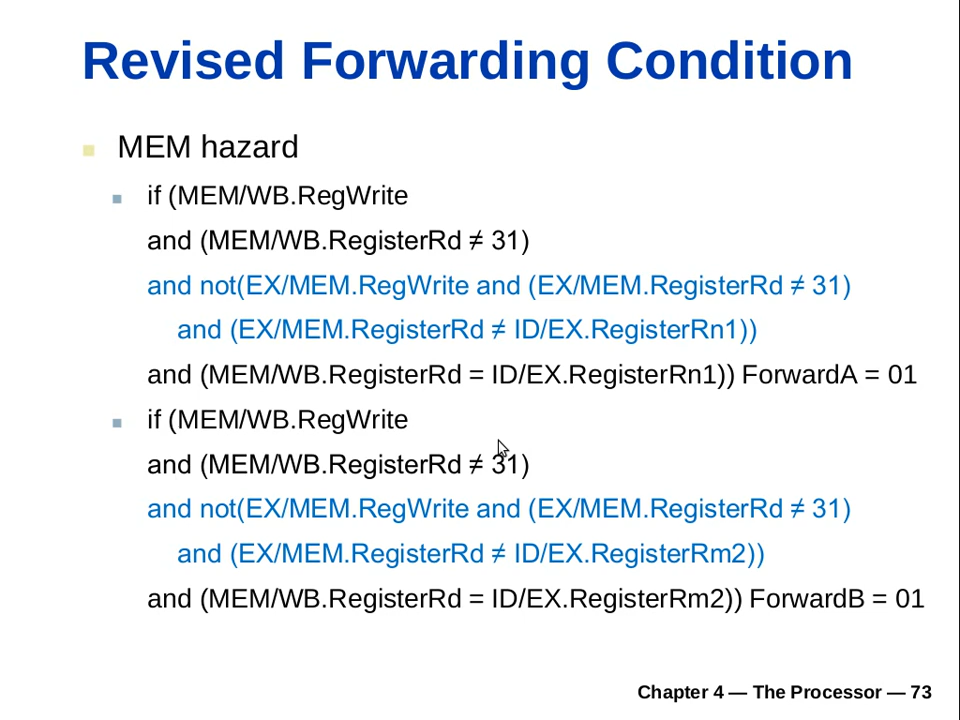 Revised Forwarding Condition
MEM hazard
if (MEM/WB.RegWrite
and (MEM/WB.RegisterRd ≠ 31)
and not(EX/MEM.RegWrite and (EX/MEM.RegisterRd ≠ 31)
and (EX/MEM.RegisterRd ≠ ID/EX.RegisterRn1))
and (MEM/WB.RegisterRd = ID/EX.RegisterRn1)) ForwardA = 01
if (MEM/WB.RegWrite
and (MEM/WB.RegisterRd ≠ 31)
and not(EX/MEM.RegWrite and (EX/MEM.RegisterRd ≠ 31)
and (EX/MEM.RegisterRd ≠ ID/EX.RegisterRm2))
and (MEM/WB.RegisterRd = ID/EX.RegisterRm2)) ForwardB = 01
Chapter 4 — The Processor — 73